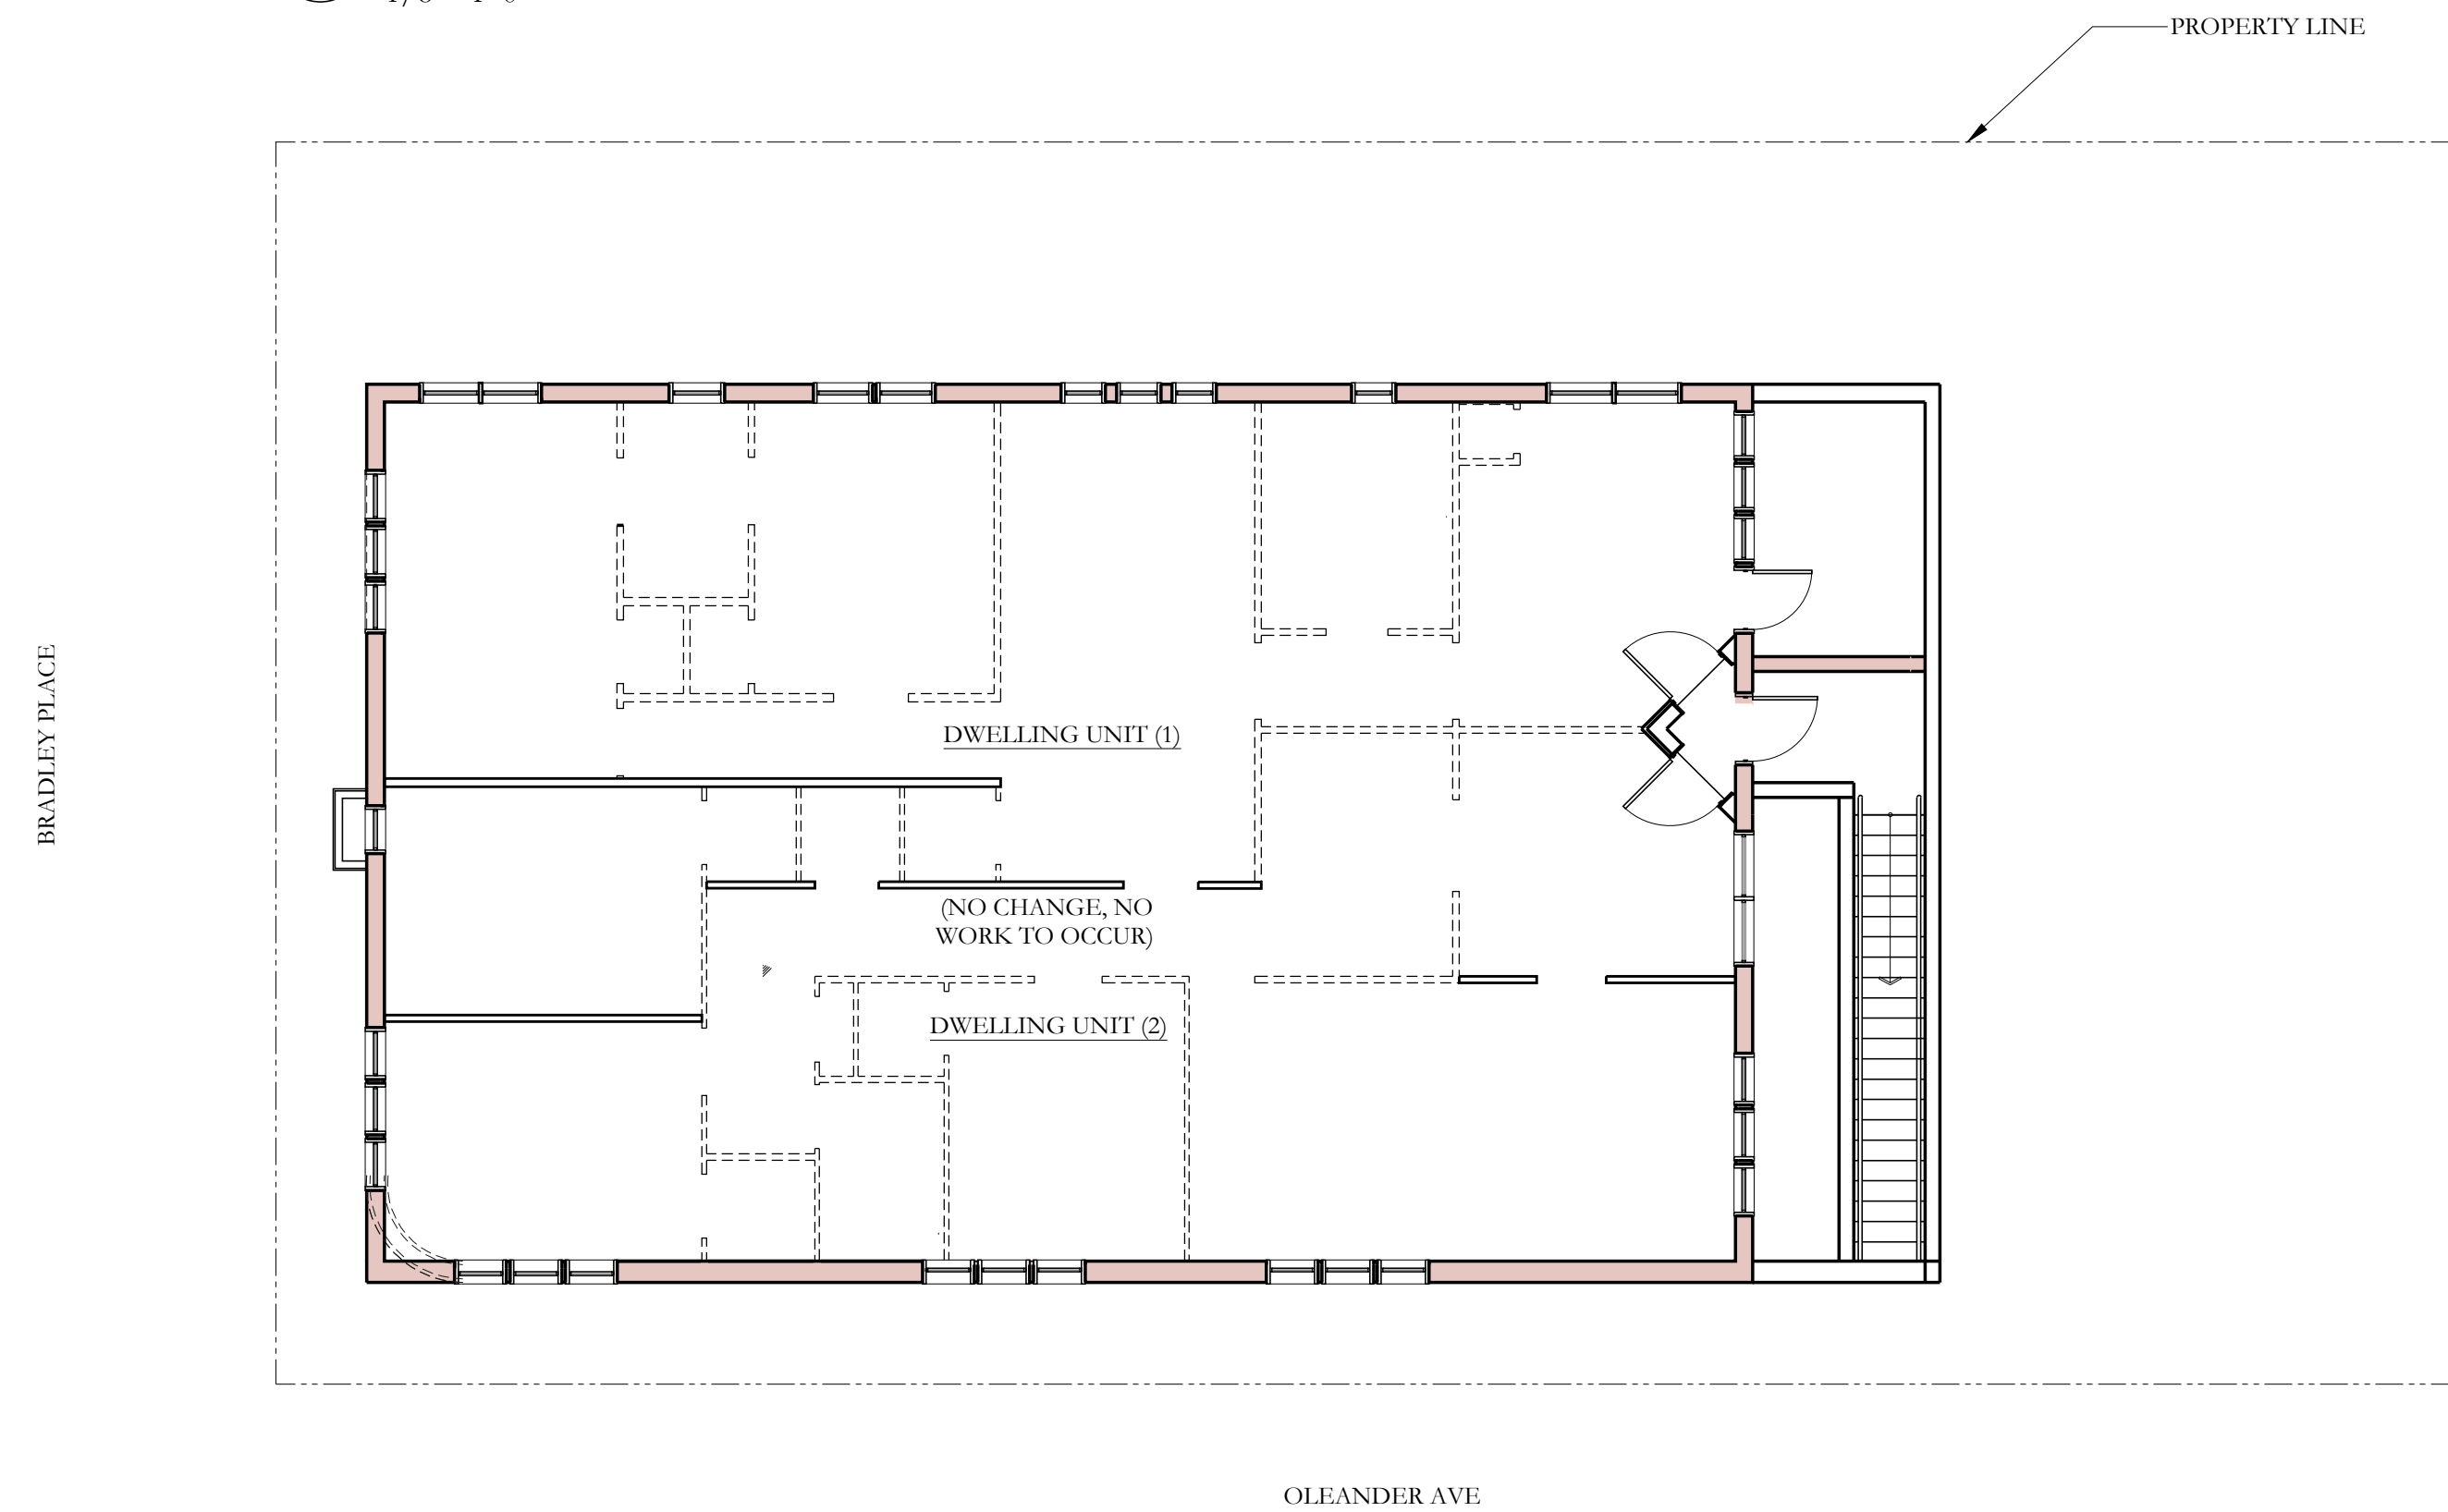 PROPERTY LINE
BRADLEY PLACE
DWELLING UNIT (1)
(NO CHANGE, NO
WORK TO OCCUR)
DWELLING UNIT (2)
OLEANDER AVE